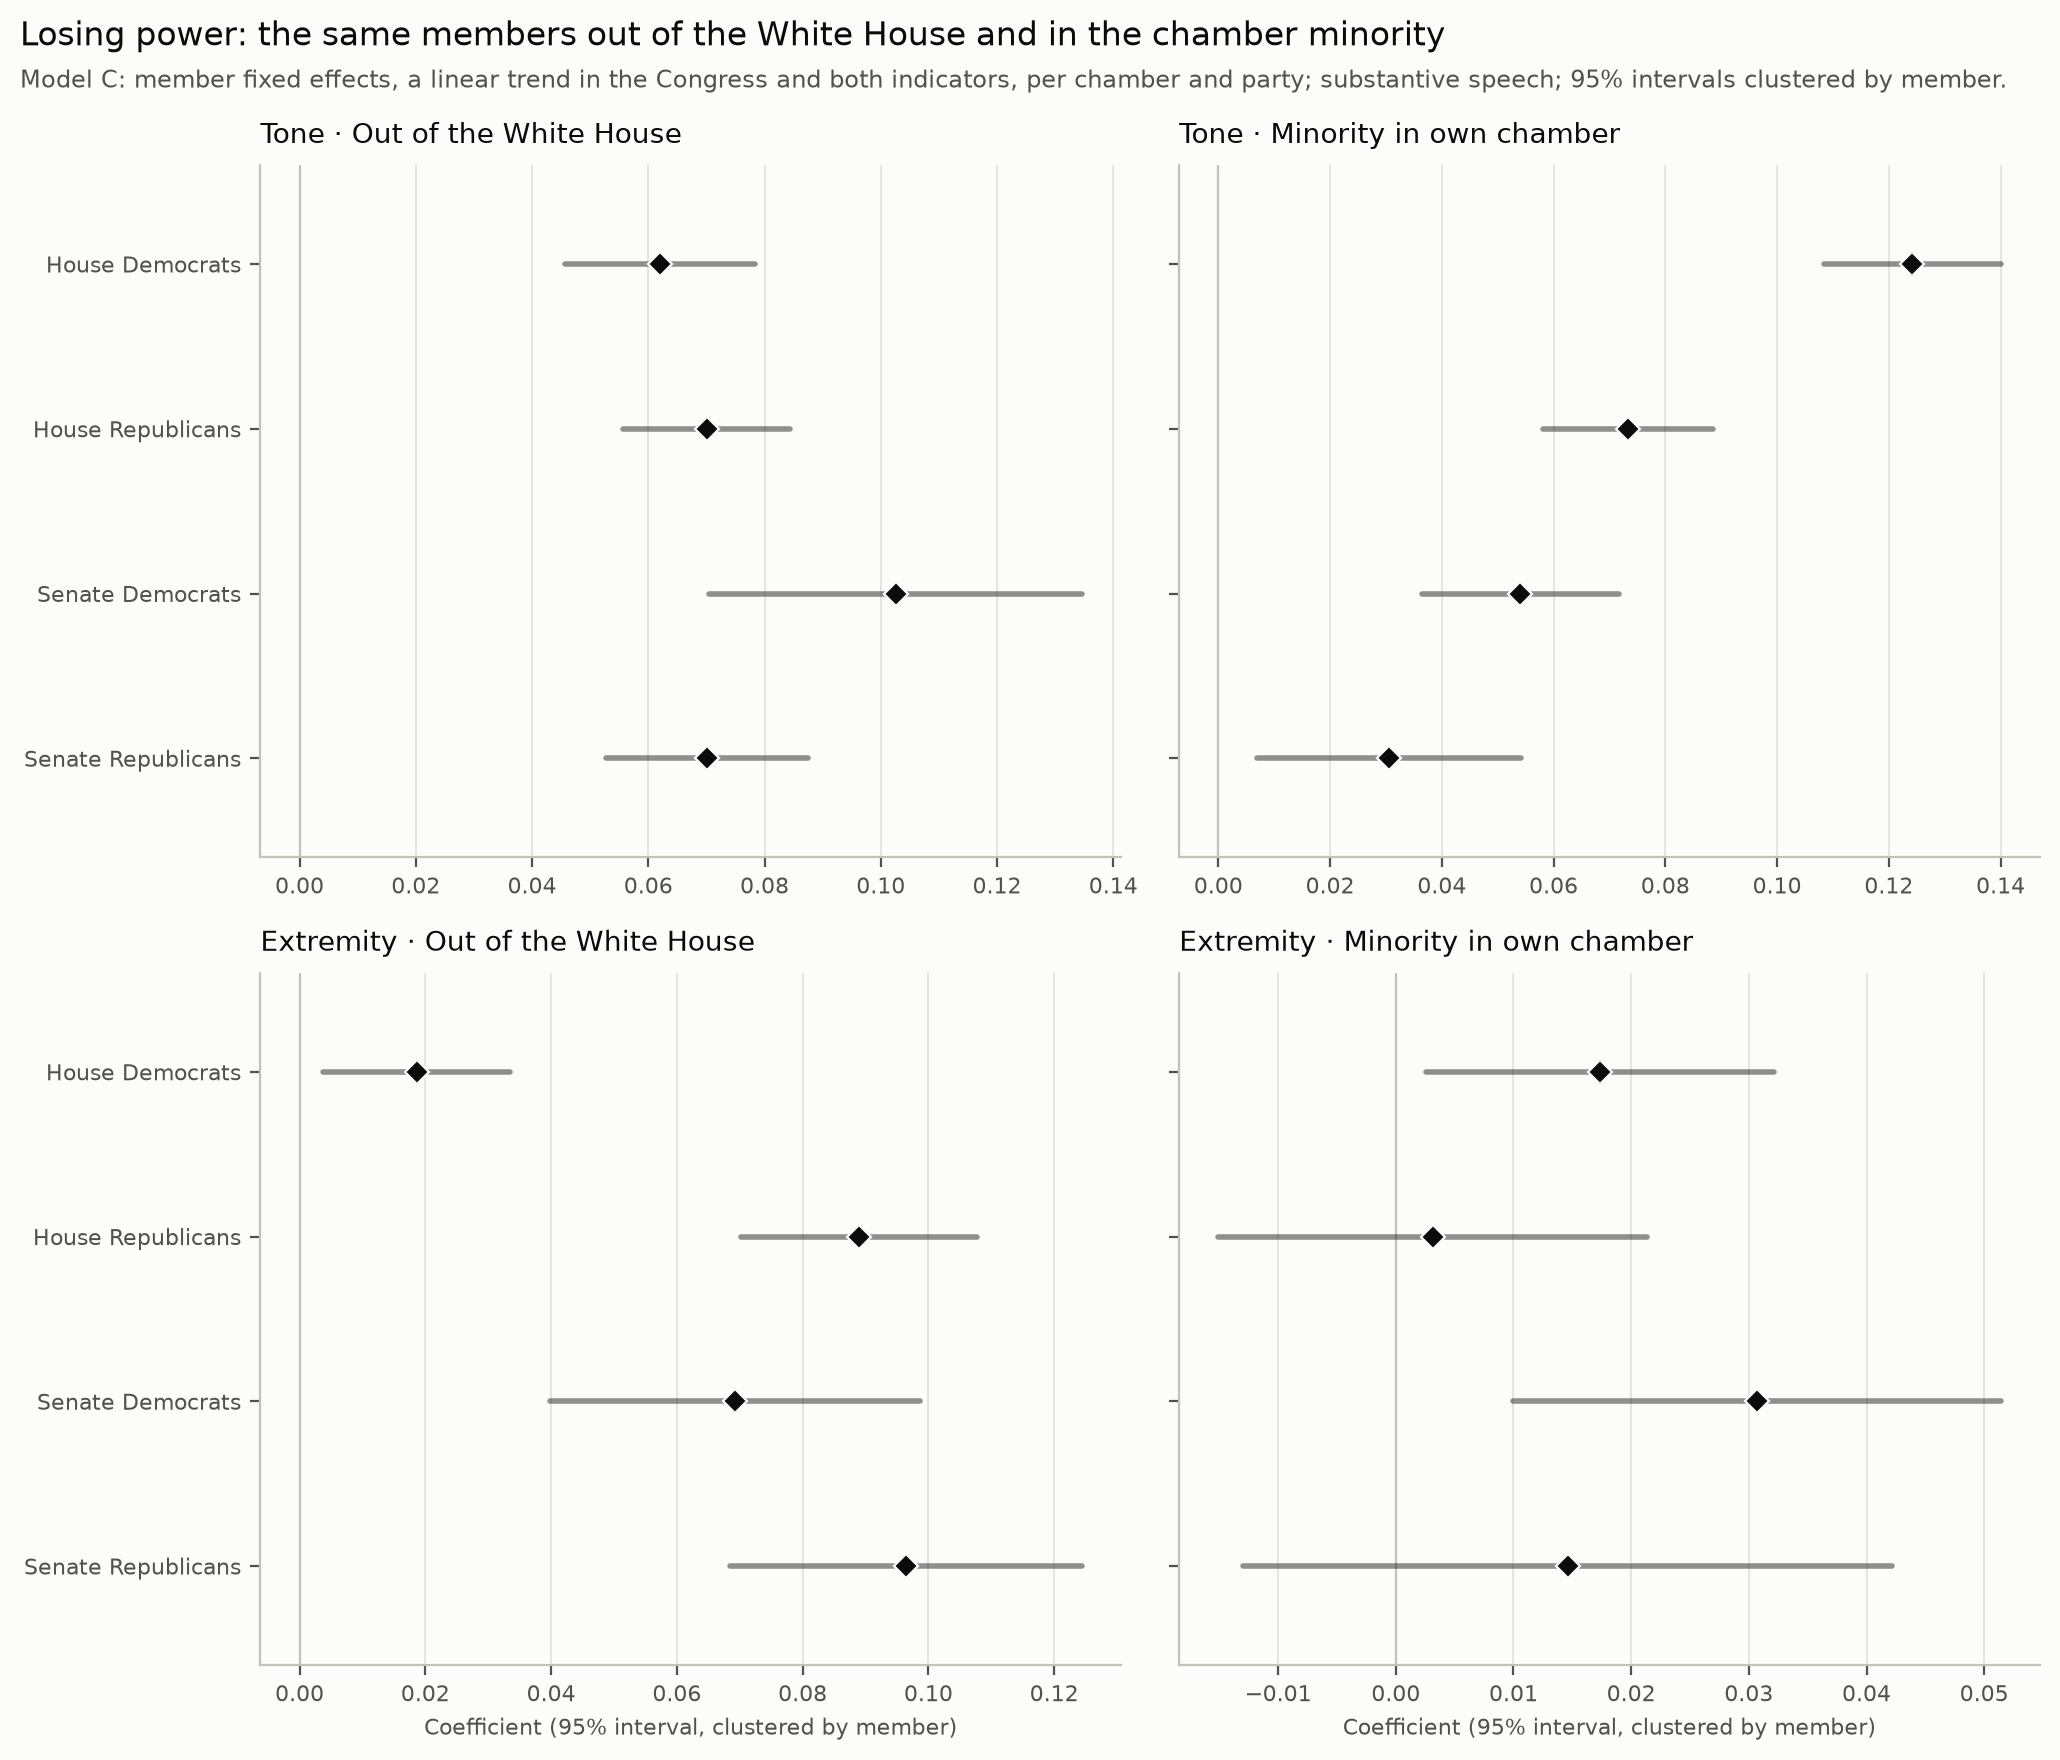 Losing power: the same members out of the White House and in the chamber minority
Model C: member fixed effects, a linear trend in the Congress and both indicators, per chamber and party; substantive speech; 95% intervals clustered by member.
Tone · Out of the White House
House Democrats
House Republicans
Senate Democrats
Senate Republicans
0.00 0.02 0.04 0.06 0.08 0.10 0.12 0.14
Tone · Minority in own chamber
0.00 0.02 0.04 0.06 0.08 0.10 0.12 0.14
Extremity · Out of the White House
House Democrats
House Republicans
Senate Democrats
Senate Republicans
0.00 0.02 0.04 0.06 0.08 0.10 0.12
Coefficient (95% interval, clustered by member)
Extremity · Minority in own chamber
−0.01 0.00 0.01 0.02 0.03 0.04 0.05
Coefficient (95% interval, clustered by member)